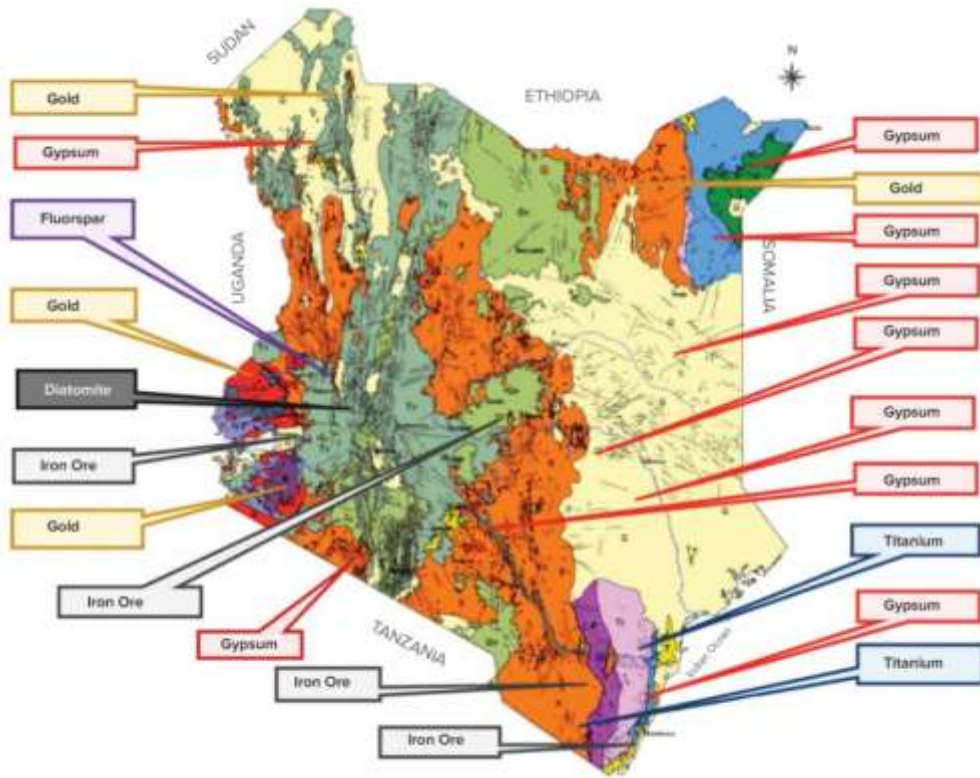 SUDAN
ETHIOPIA
N
Gold
Gypsum
Gypsum
Gold
Fluorspar
Gypsum
UGANDA
SOMALIA
Gypsum
Gold
Gypsum
Diatomite
Gypsum
Iron Ore
Gypsum
Gold
Titanium
Iron Ore
Gypsum
Gypsum
TANZANIA
Indian Ocean
Titanium
Iron Ore
Iron Ore